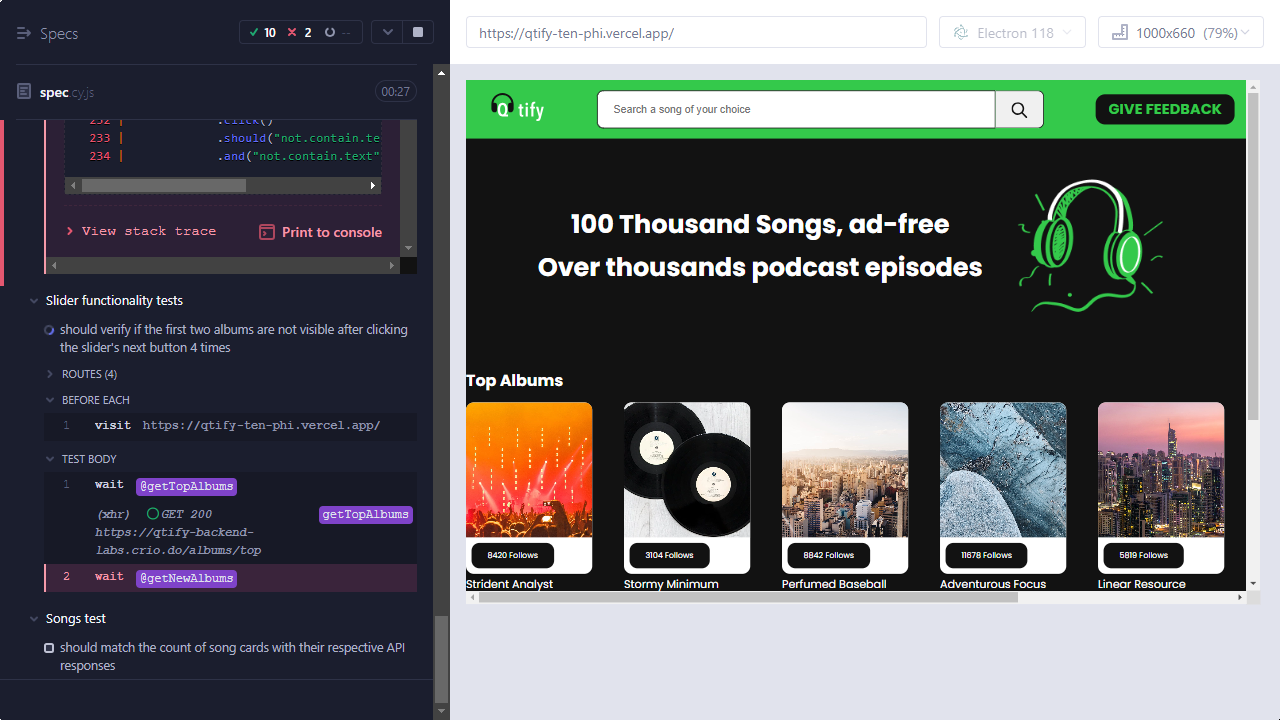 Specs
10
2
--
spec.cy.js
00:27
232 | .click()
233 | .should("not.contain.te
234 | .and("not.contain.text"
View stack trace
Print to console
Slider functionality tests
should verify if the first two albums are not visible after clicking
the slider's next button 4 times
ROUTES (4)
BEFORE EACH
1 visit https://qtify-ten-phi.vercel.app/
TEST BODY
1 wait @getTopAlbums
(xhr) GET 200 getTopAlbums
https://qtify-backend-
labs.crio.do/albums/top
2 wait @getNewAlbums
Songs test
should match the count of song cards with their respective API
responses
https://qtify-ten-phi.vercel.app/
Electron 118
1000x660 (79%)
Qtify
Search a song of your choice
GIVE FEEDBACK
100 Thousand Songs, ad-free
Over thousands podcast episodes
Top Albums
8420 Follows
3104 Follows
8842 Follows
11678 Follows
5819 Follows
Strident Analyst
Stormy Minimum
Perfumed Baseball
Adventurous Focus
Linear Resource